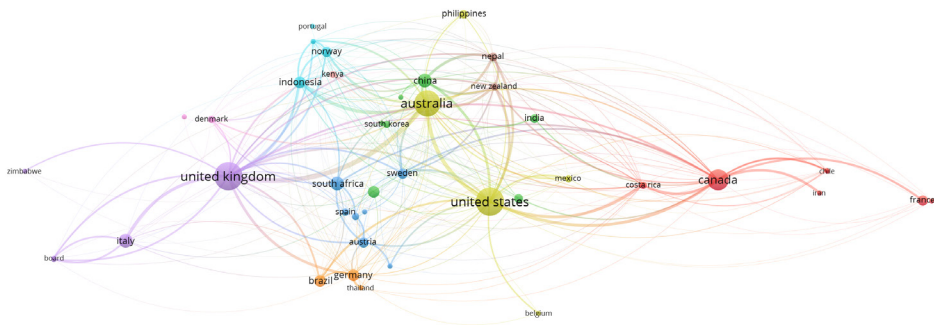 philippines
portugal
norway
nepal
kenya
china
indonesia
new zealand
australia
india
denmark
south korea
zimbabwe
united kingdom
south africa
sweden
mexico
costa rica
canada
chile
iran
united states
france
spain
italy
austria
board
brazil
germany
thailand
belgium